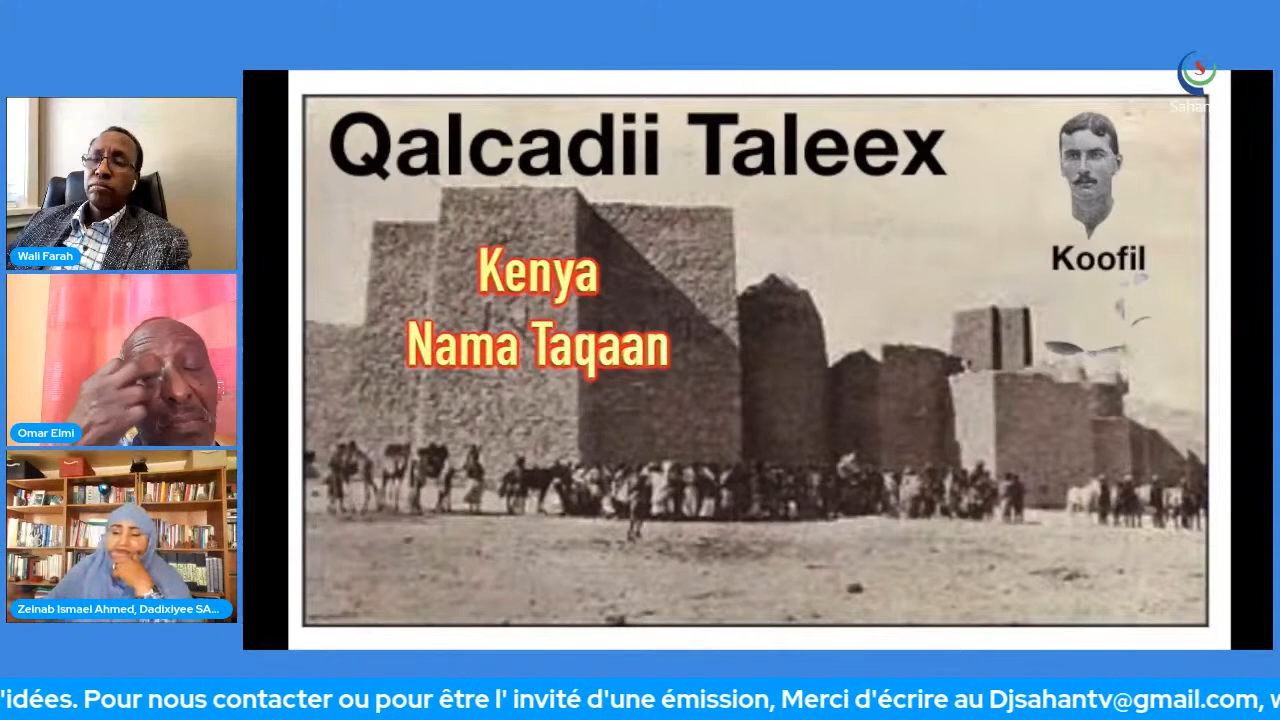 Qalcadii Taleex
Sahan
Koofil
Kenya
Nama Taqaan
Wali Farah
Omar Elmi
Zeinab Ismael Ahmed, Dadixiyee SA...
'idées. Pour nous contacter ou pour être l' invité d'une émission, Merci d'écrire au Djsahantv@gmail.com, w